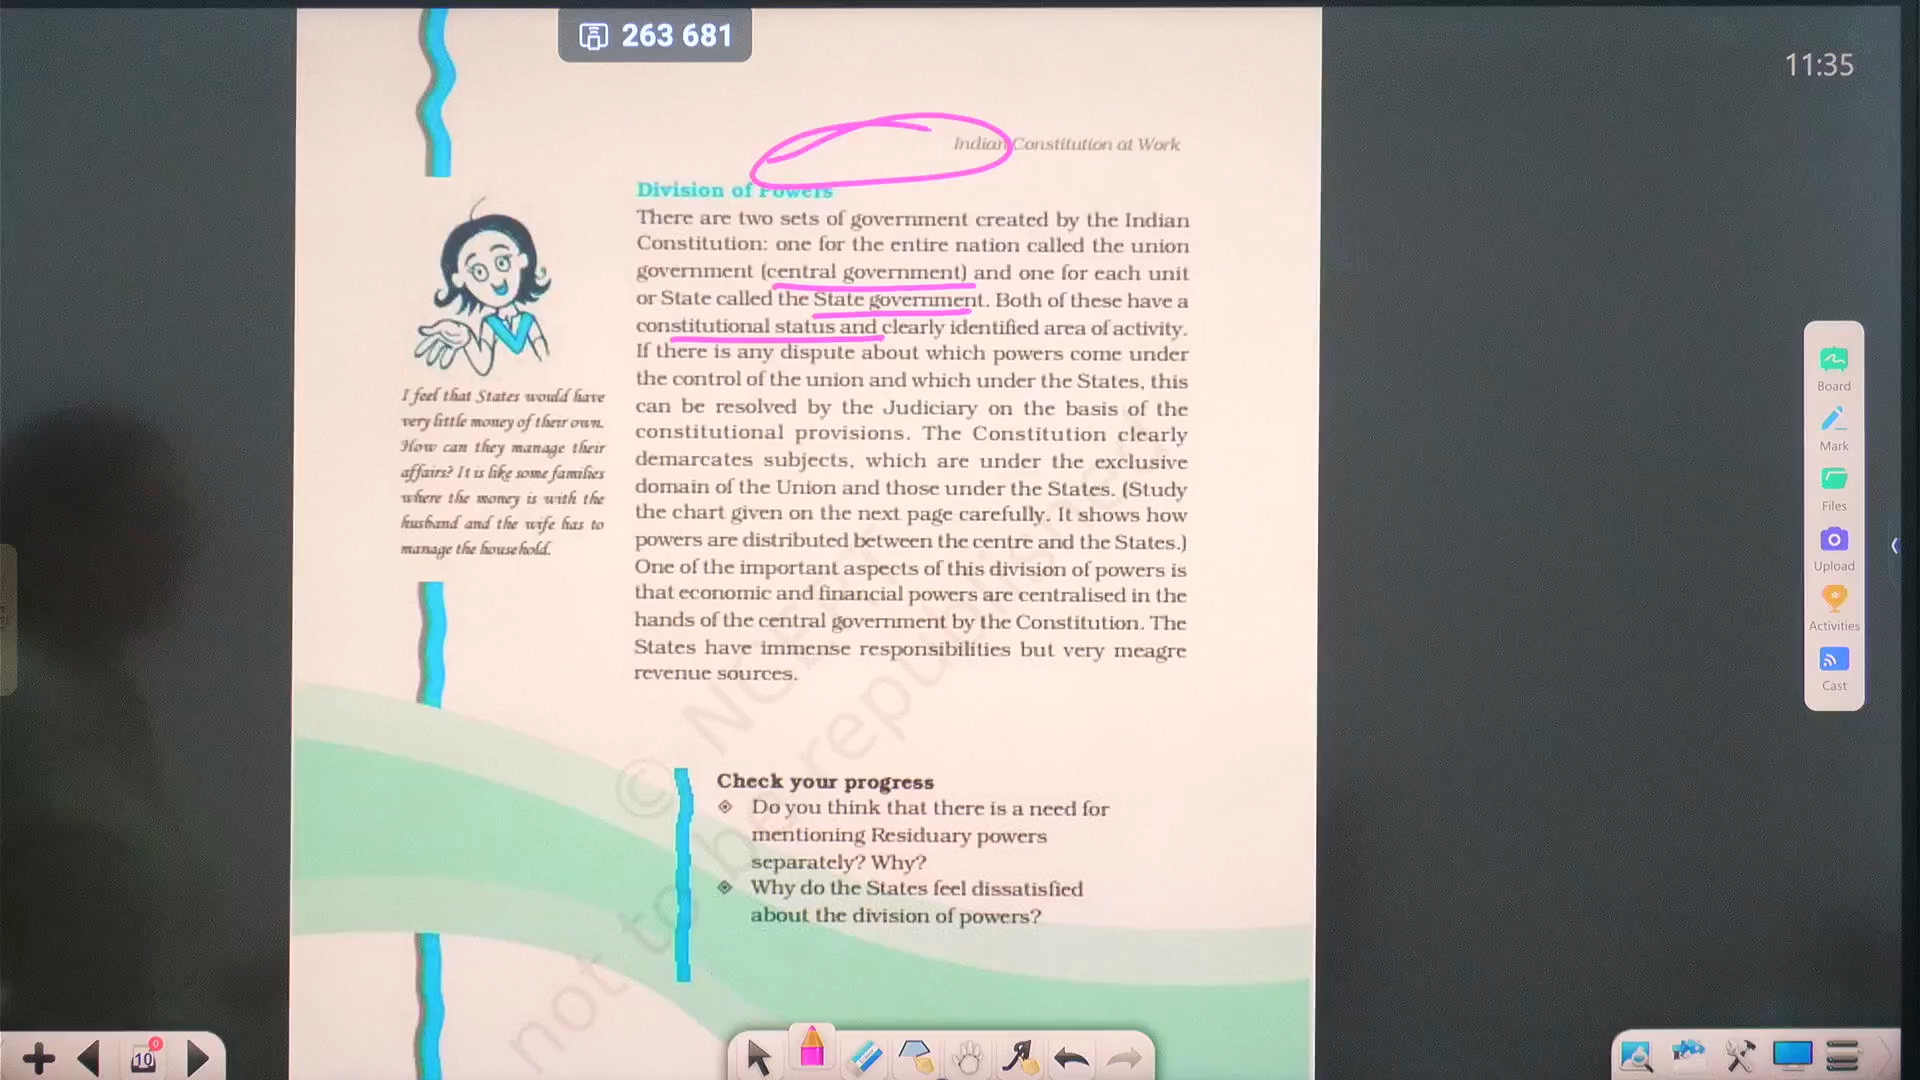 263 681
11:35
Indian Constitution at Work
Division of Powers
There are two sets of government created by the Indian
Constitution: one for the entire nation called the union
government (central government) and one for each unit
or State called the State government. Both of these have a
constitutional status and clearly identified area of activity.
If there is any dispute about which powers come under
the control of the union and which under the States, this
can be resolved by the Judiciary on the basis of the
constitutional provisions. The Constitution clearly
demarcates subjects, which are under the exclusive
domain of the Union and those under the States. (Study
the chart given on the next page carefully. It shows how
powers are distributed between the centre and the States.)
One of the important aspects of this division of powers is
that economic and financial powers are centralised in the
hands of the central government by the Constitution. The
States have immense responsibilities but very meagre
revenue sources.
I feel that States would have
very little money of their own.
How can they manage their
affairs? It is like some families
where the money is with the
husband and the wife has to
manage the household.
Check your progress
Do you think that there is a need for
mentioning Residuary powers
separately? Why?
Why do the States feel dissatisfied
about the division of powers?
© NCERT
not to be republished
Board
Mark
Files
Upload
Activities
Cast
10
0